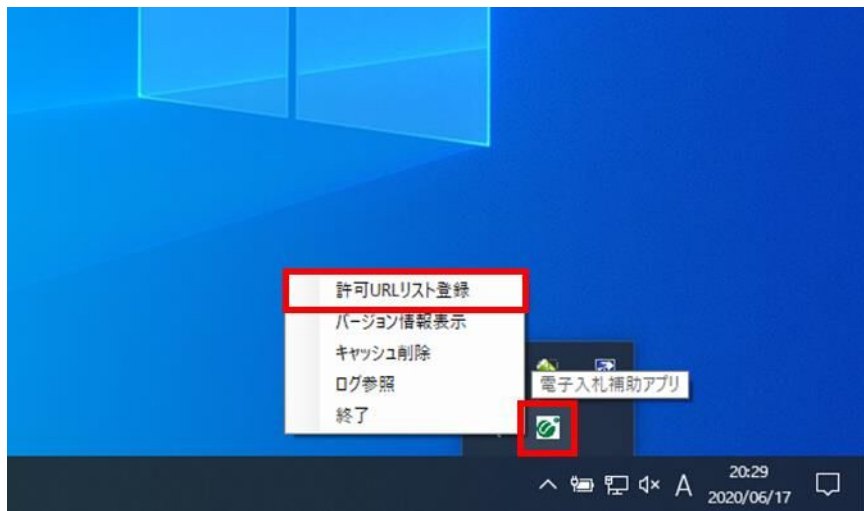 許可URLリスト登録
バージョン情報表示
キャッシュ削除
ログ参照
終了
電子入札補助アプリ
A
20:29
2020/06/17